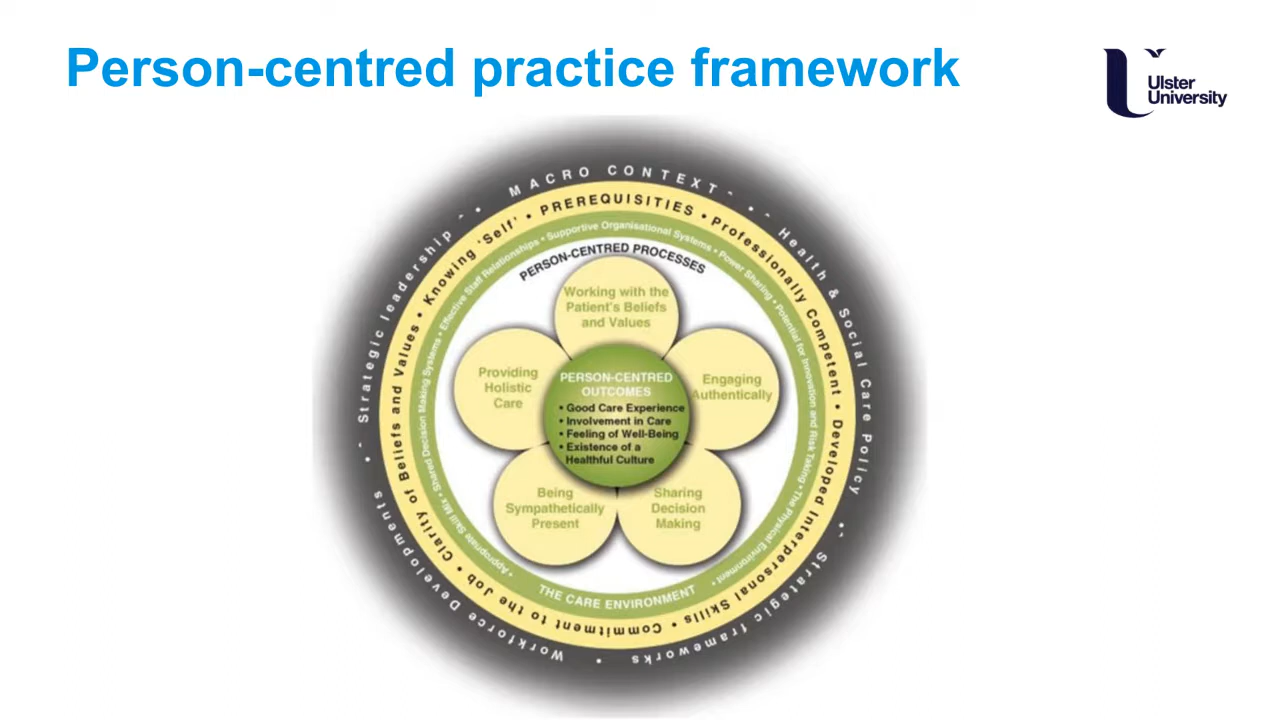 Person-centred practice framework
Ulster
University
MACRO CONTEXT
Health & Social Care Policy
Strategic frameworks
Workforce Developments
Strategic leadership
PREREQUISITIES
Professionally Competent
Developed Interpersonal Skills
Commitment to the Job
Clarity of Beliefs and Values
Knowing 'Self'
THE CARE ENVIRONMENT
Appropriate Skill Mix
Shared Decision Making Systems
Effective Staff Relationships
Supportive Organisational Systems
Power Sharing
Potential for Innovation and Risk Taking
The Physical Environment
PERSON-CENTRED PROCESSES
Working with the
Patient's Beliefs
and Values
Engaging
Authentically
Sharing
Decision
Making
Being
Sympathetically
Present
Providing
Holistic
Care
PERSON-CENTRED
OUTCOMES
• Good Care Experience
• Involvement in Care
• Feeling of Well-Being
• Existence of a
Healthful Culture